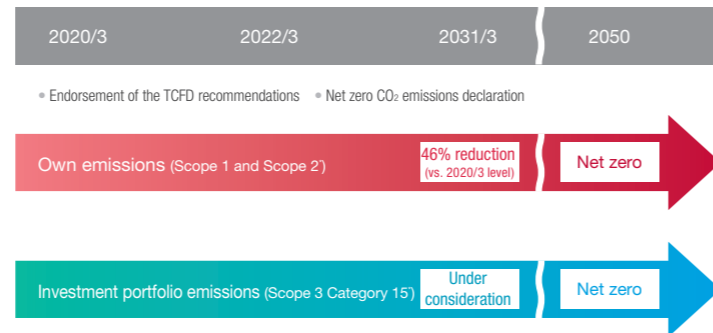 2020/3 2022/3 2031/3 2050
• Endorsement of the TCFD recommendations • Net zero CO₂ emissions declaration
Own emissions (Scope 1 and Scope 2*)
46% reduction
(vs. 2020/3 level)
Net zero
Investment portfolio emissions (Scope 3 Category 15*)
Under
consideration
Net zero